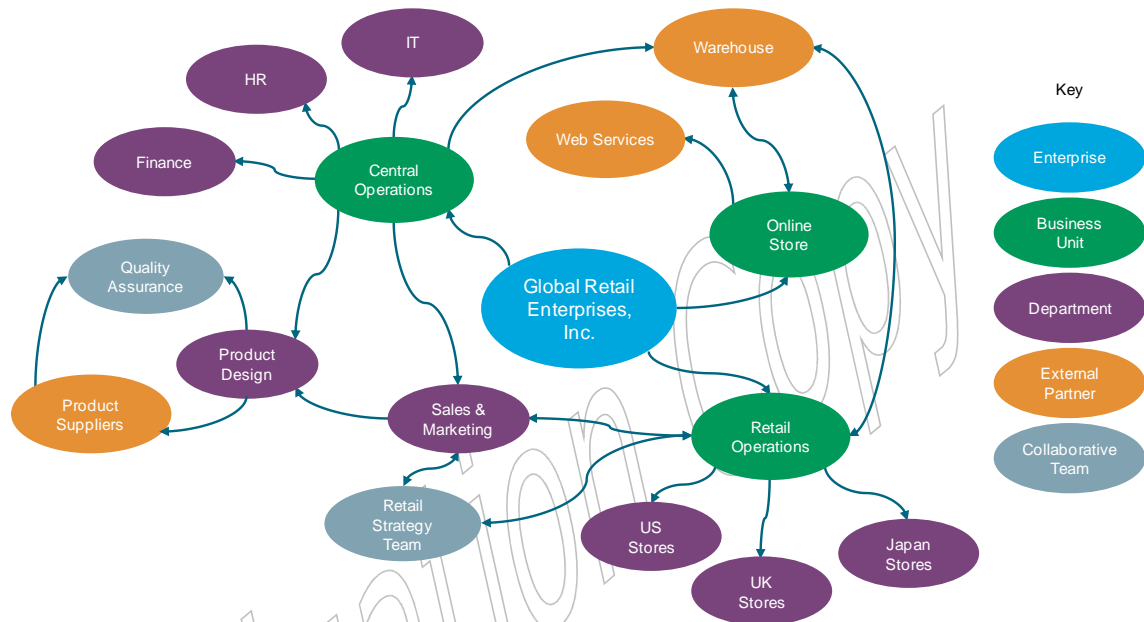 IT
HR
Warehouse
Key
Web Services
Enterprise
Finance
Central
Operations
Online
Store
Business
Unit
Quality
Assurance
Global Retail
Enterprises,
Inc.
Department
Product
Design
Product
Suppliers
Sales &
Marketing
Retail
Operations
External
Partner
Collaborative
Team
Retail
Strategy
Team
US
Stores
UK
Stores
Japan
Stores
Copy